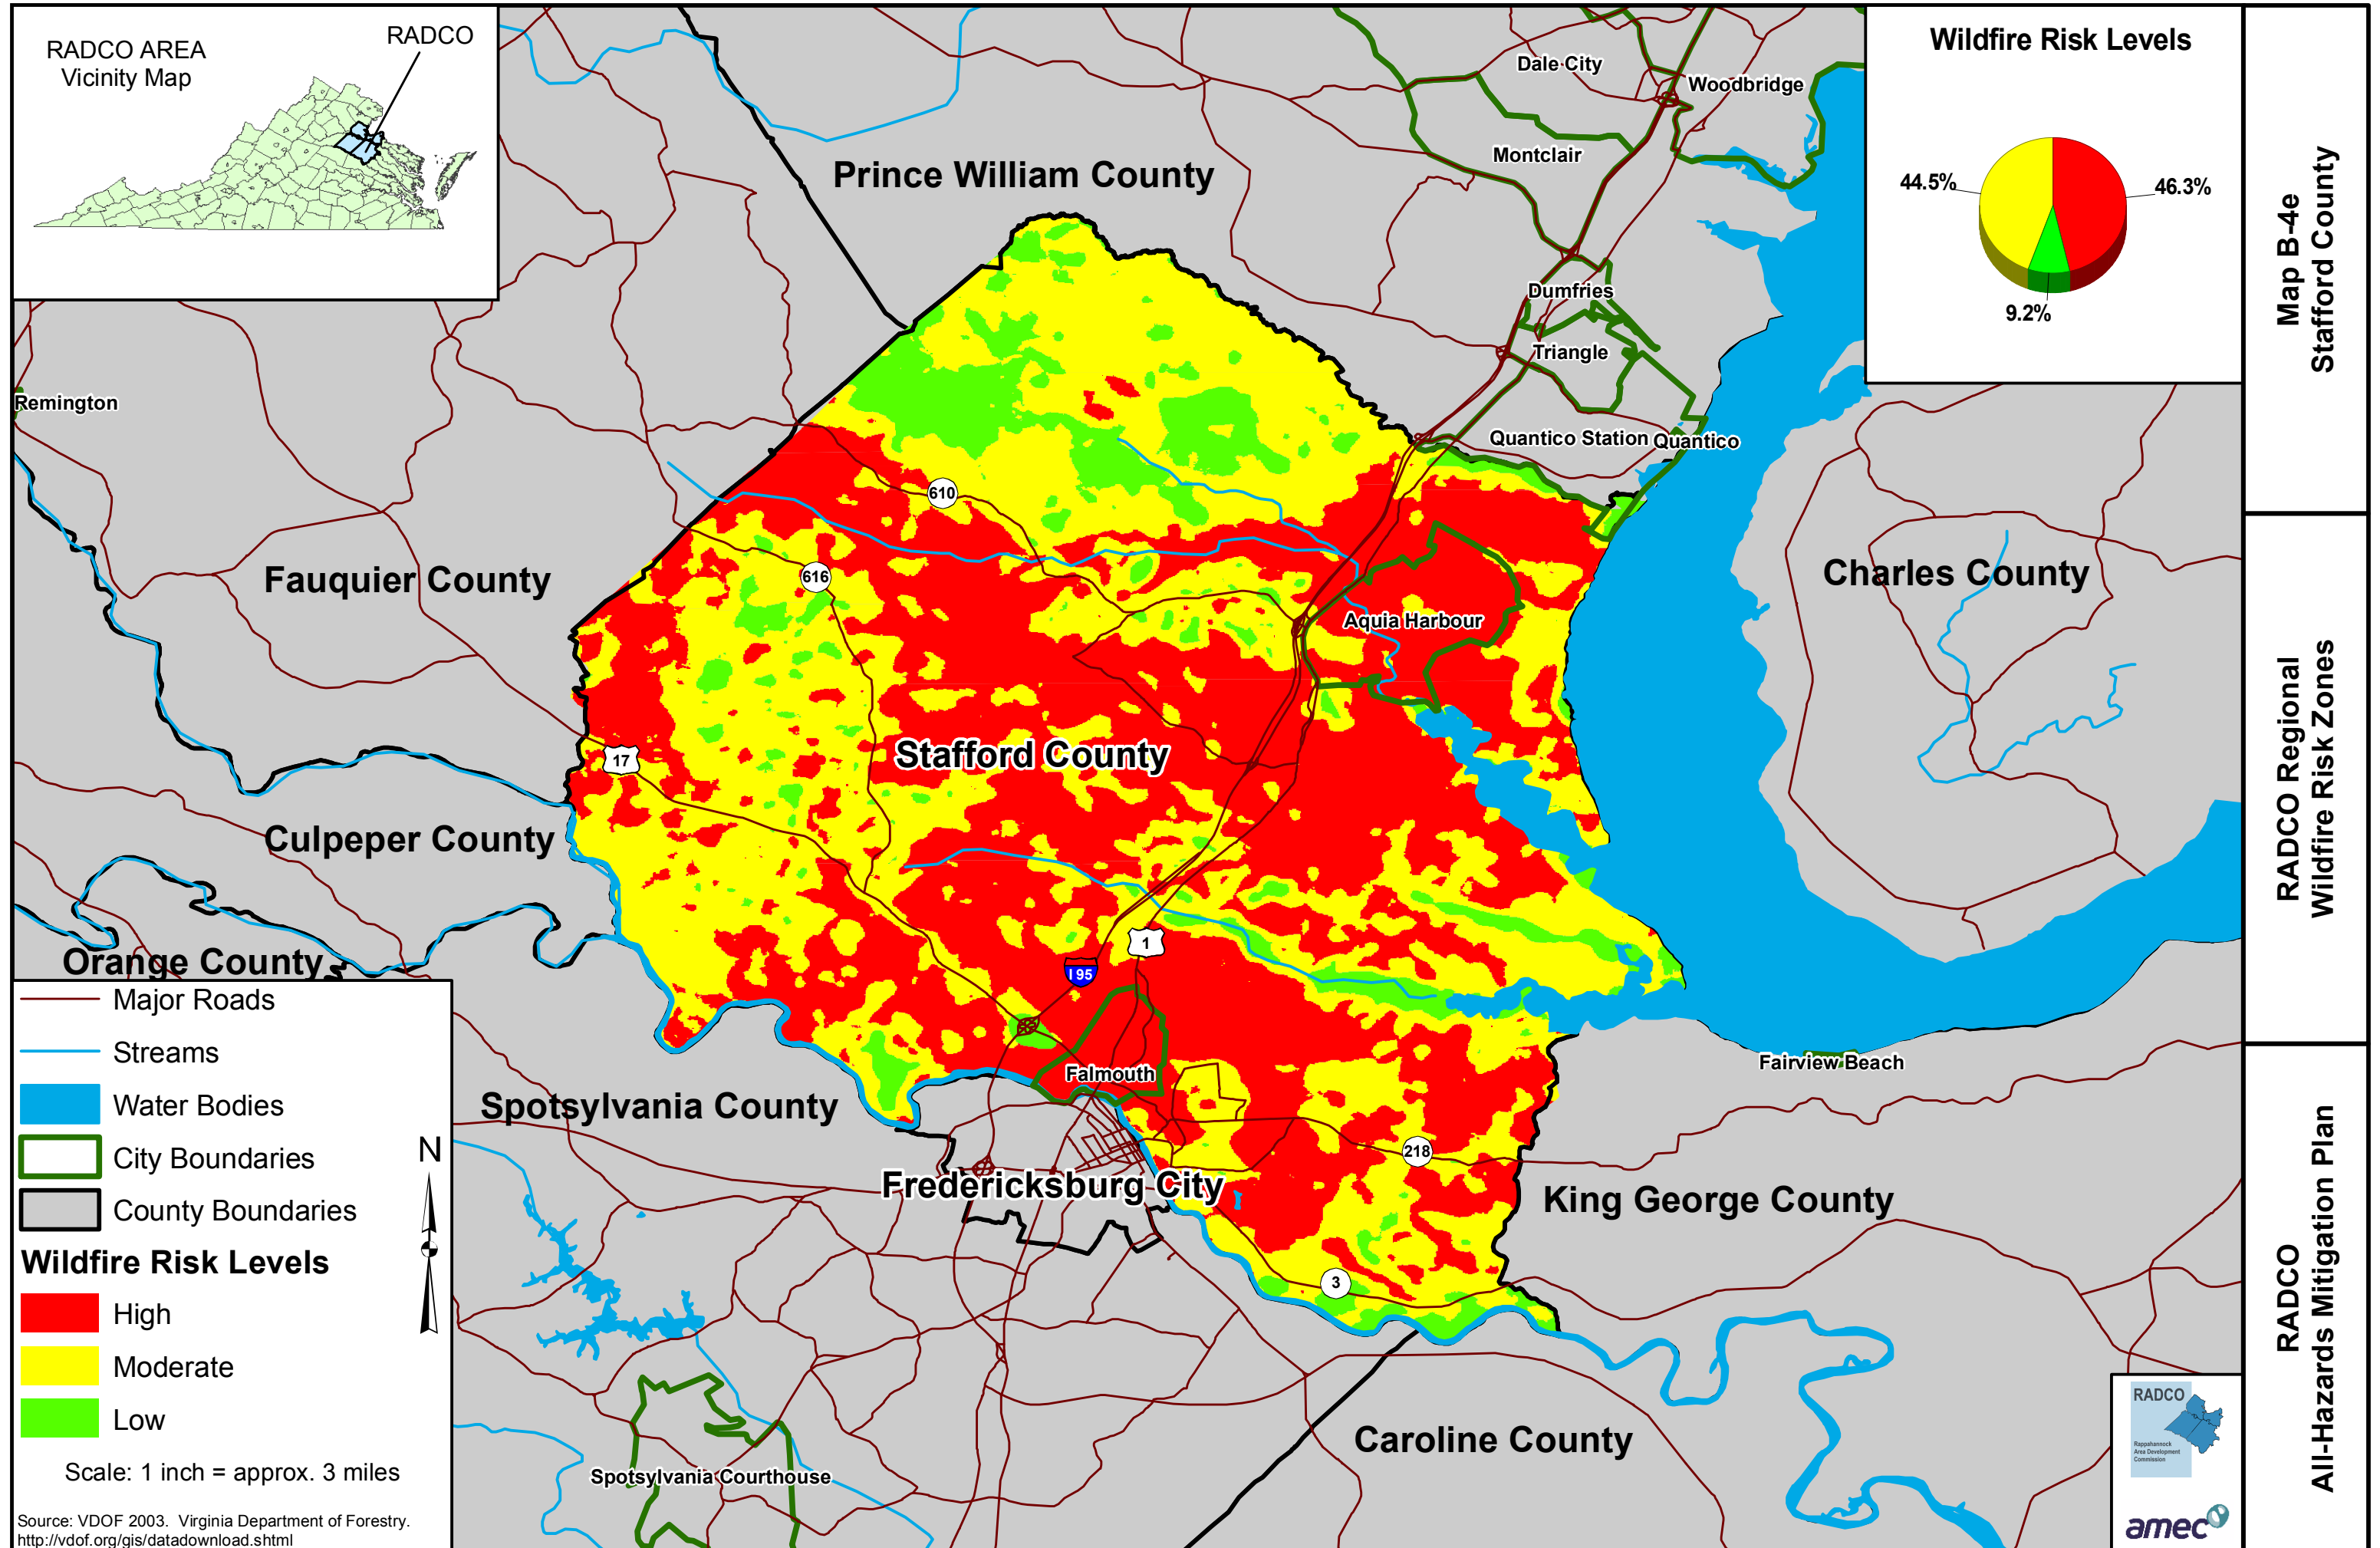 RADCO AREA
Vicinity Map
RADCO
Wildfire Risk Levels
44.5%
46.3%
9.2%
Map B-4e
Stafford County
RADCO Regional
Wildfire Risk Zones
RADCO
All-Hazards Mitigation Plan
Dale City
Woodbridge
Montclair
Prince William County
Dumfries
Triangle
Remington
Quantico Station
Quantico
610
Fauquier County
616
Charles County
Aquia Harbour
Stafford County
17
Culpeper County
1
I 95
Orange County
Fairview Beach
Falmouth
Spotsylvania County
218
Fredericksburg City
King George County
3
Caroline County
Spotsylvania Courthouse
Major Roads
Streams
Water Bodies
City Boundaries
County Boundaries
N
Wildfire Risk Levels
High
Moderate
Low
Scale: 1 inch = approx. 3 miles
Source: VDOF 2003. Virginia Department of Forestry.
http://vdof.org/gis/datadownload.shtml
RADCO
Rappahannock
Area Development
Commission
amec